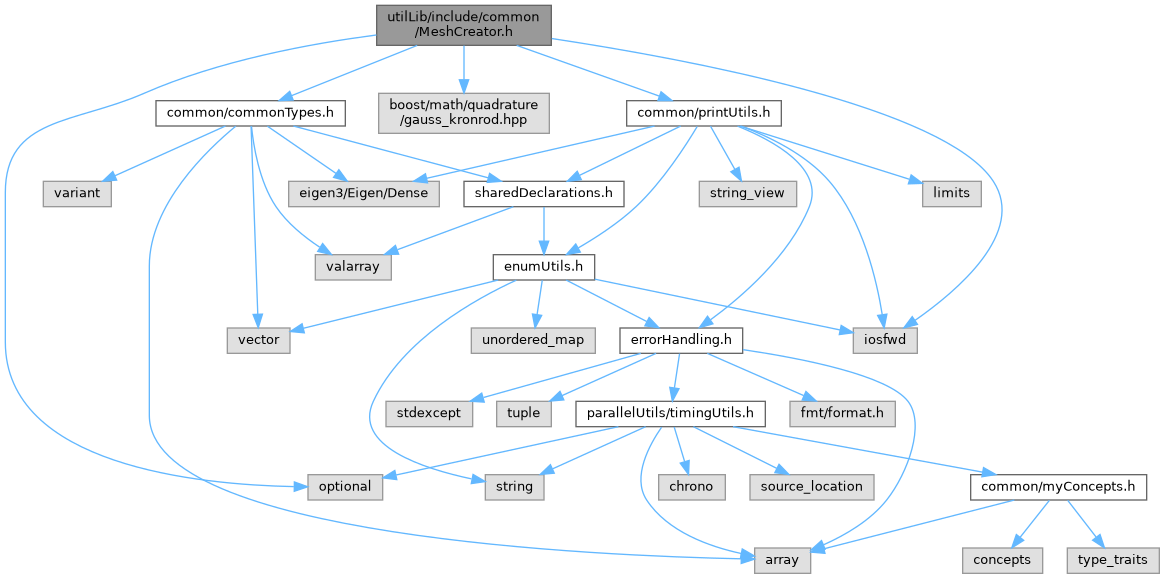 utilLib/include/common
/MeshCreator.h
common/commonTypes.h
boost/math/quadrature
/gauss_kronrod.hpp
common/printUtils.h
variant
eigen3/Eigen/Dense
sharedDeclarations.h
string_view
limits
valarray
enumUtils.h
vector
unordered_map
errorHandling.h
iosfwd
stdexcept
tuple
parallelUtils/timingUtils.h
fmt/format.h
optional
string
chrono
source_location
common/myConcepts.h
array
concepts
type_traits